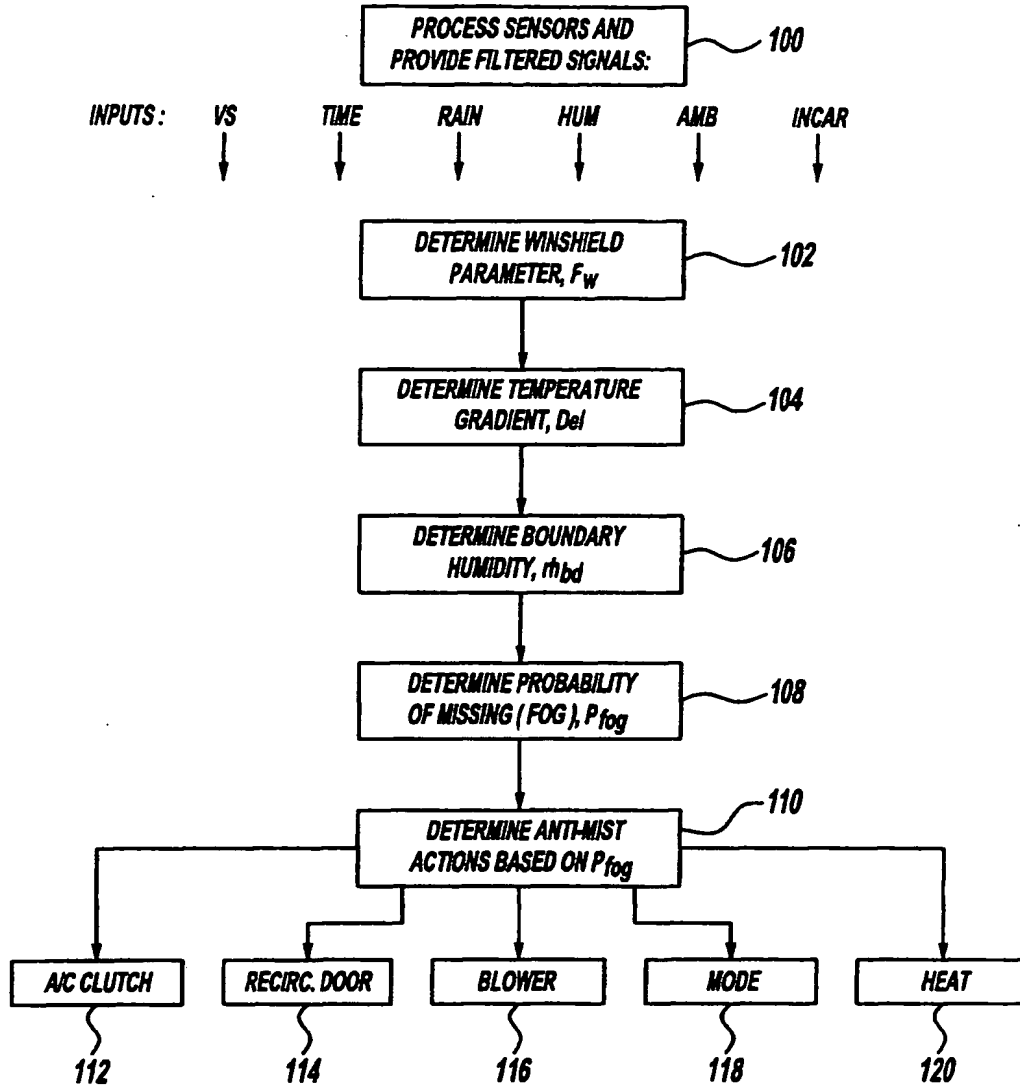 PROCESS SENSORS AND
PROVIDE FILTERED SIGNALS:
100
INPUTS : VS TIME RAIN HUM AMB INCAR
DETERMINE WINSHIELD
PARAMETER, Fw
102
DETERMINE TEMPERATURE
GRADIENT, Del
104
DETERMINE BOUNDARY
HUMIDITY, rhbd
106
DETERMINE PROBABILITY
OF MISSING ( FOG ), Pfog
108
DETERMINE ANTI-MIST
ACTIONS BASED ON Pfog
110
A/C CLUTCH RECIRC. DOOR BLOWER MODE HEAT
112 114 116 118 120